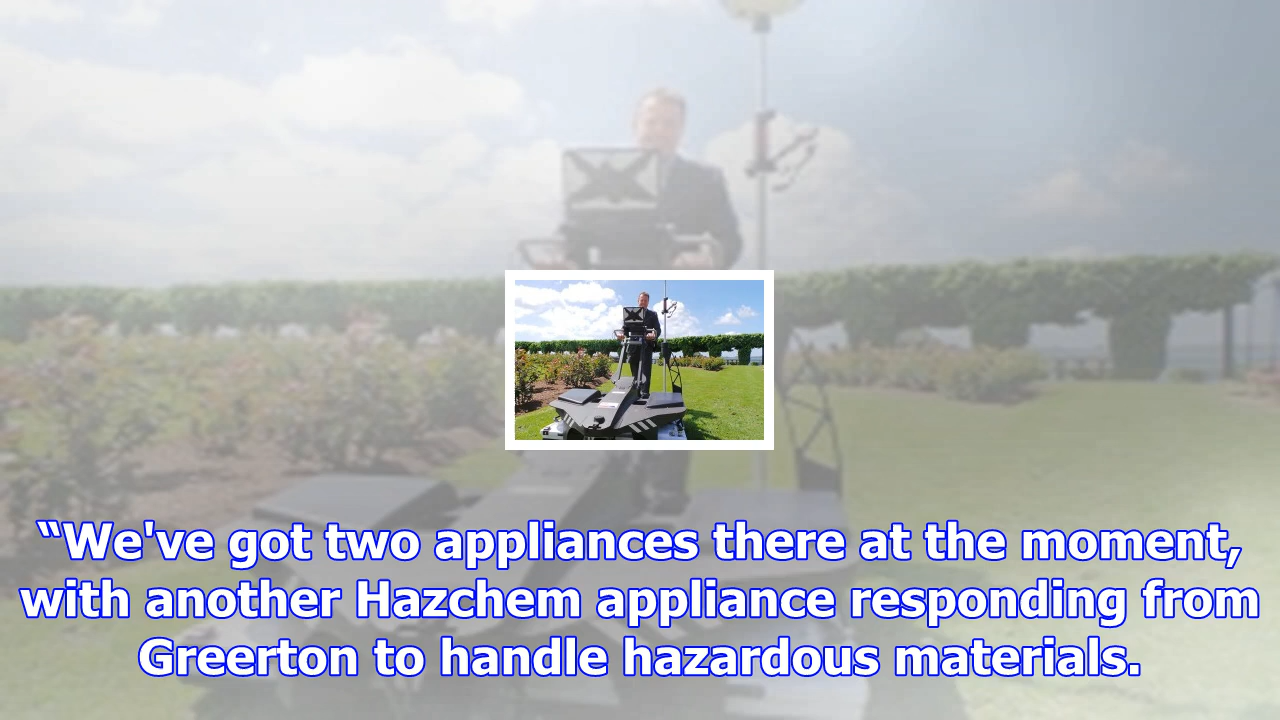 “We've got two appliances there at the moment,
with another Hazchem appliance responding from
Greerton to handle hazardous materials.